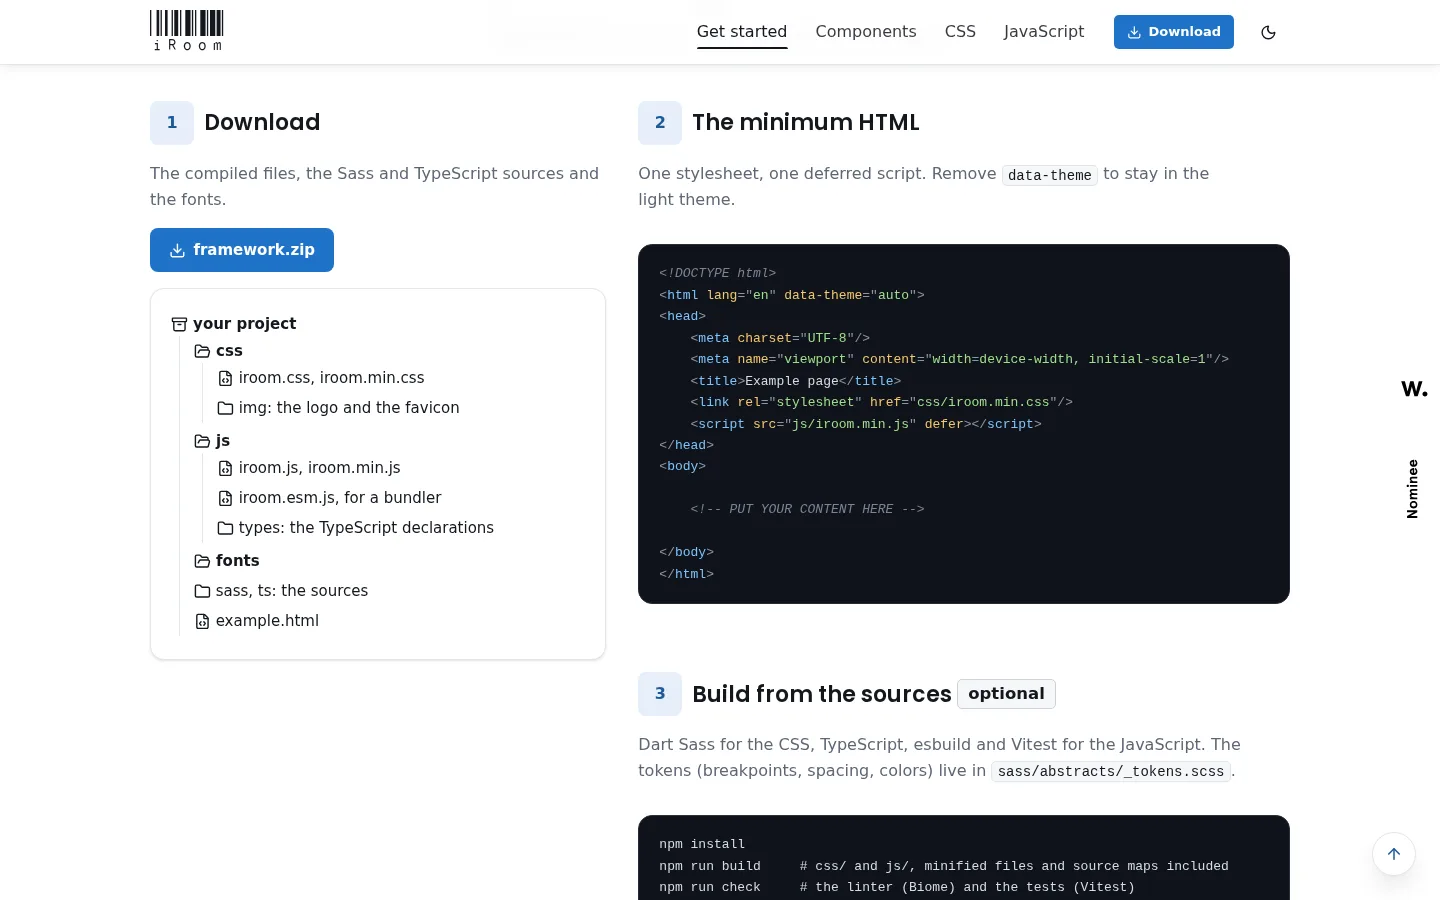 iRoom
Get started
Components
CSS
JavaScript
Download
1 Download
The compiled files, the Sass and TypeScript sources and
the fonts.
framework.zip
your project
css
iroom.css, iroom.min.css
img: the logo and the favicon
js
iroom.js, iroom.min.js
iroom.esm.js, for a bundler
types: the TypeScript declarations
fonts
sass, ts: the sources
example.html
2 The minimum HTML
One stylesheet, one deferred script. Remove data-theme to stay in the
light theme.
<!DOCTYPE html>
<html lang="en" data-theme="auto">
<head>
    <meta charset="UTF-8"/>
    <meta name="viewport" content="width=device-width, initial-scale=1"/>
    <title>Example page</title>
    <link rel="stylesheet" href="css/iroom.min.css"/>
    <script src="js/iroom.min.js" defer></script>
</head>
<body>
    <!-- PUT YOUR CONTENT HERE -->
</body>
</html>
3 Build from the sources optional
Dart Sass for the CSS, TypeScript, esbuild and Vitest for the JavaScript. The
tokens (breakpoints, spacing, colors) live in sass/abstracts/_tokens.scss.
npm install
npm run build     # css/ and js/, minified files and source maps included
npm run check     # the linter (Biome) and the tests (Vitest)
W.
Nominee